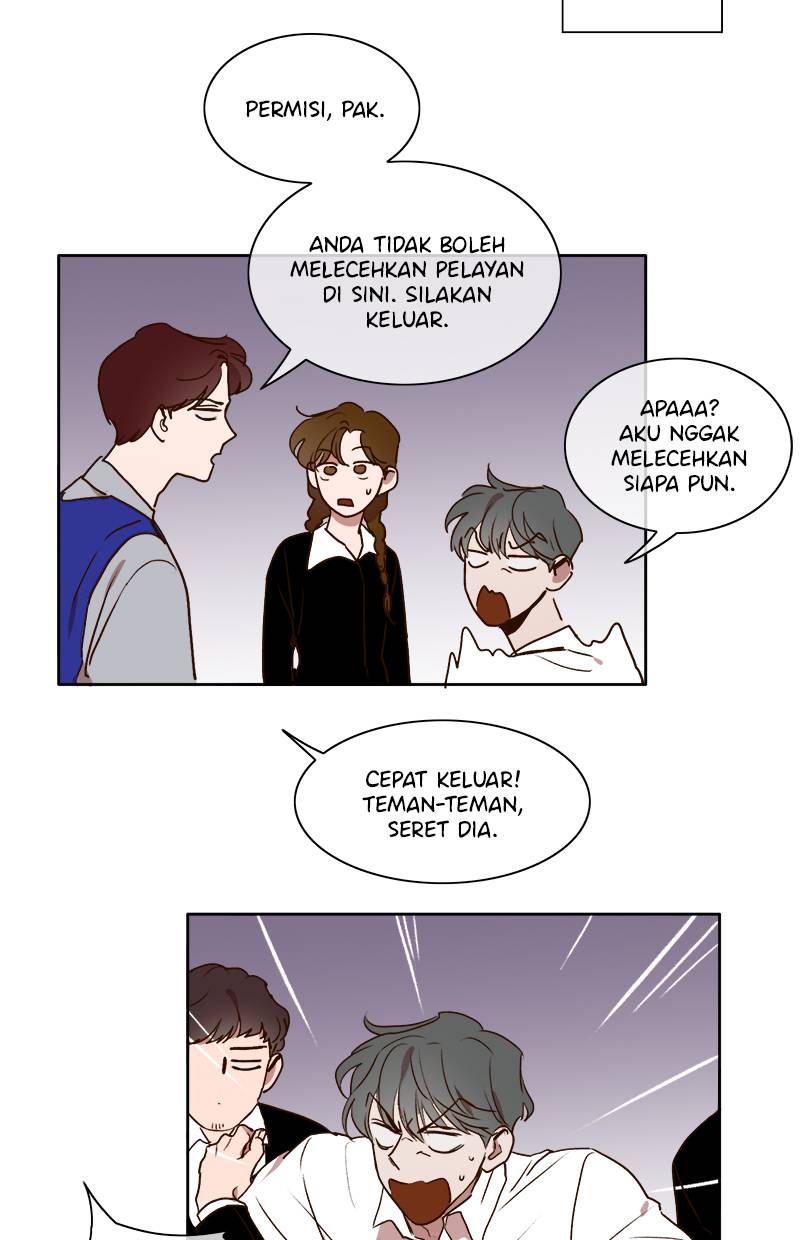 PERMISI, PAK.
ANDA TIDAK BOLEH
MELECEHKAN PELAYAN
DI SINI. SILAKAN
KELUAR.
APAAA?
AKU NGGAK
MELECEHKAN
SIAPA PUN.
CEPAT KELUAR!
TEMAN-TEMAN,
SERET DIA.